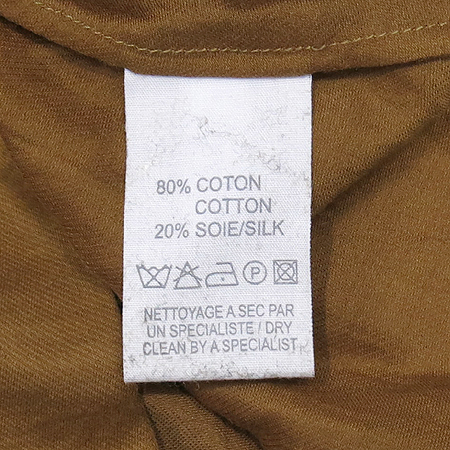 80% COTON
COTTON
20% SOIE/SILK
P
NETTOYAGE A SEC PAR
UN SPECIALISTE / DRY
CLEAN BY A SPECIALIST